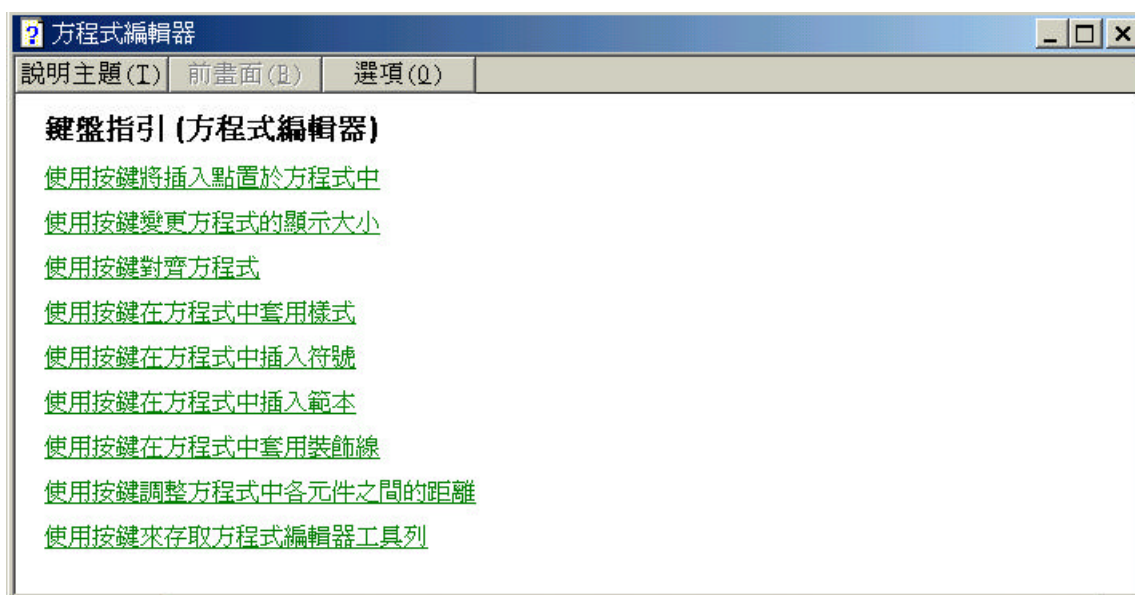 方程式編輯器
說明主題(T) 前畫面(B) 選項(O)
鍵盤指引 (方程式編輯器)
使用按鍵將插入點置於方程式中
使用按鍵變更方程式的顯示大小
使用按鍵對齊方程式
使用按鍵在方程式中套用樣式
使用按鍵在方程式中插入符號
使用按鍵在方程式中插入範本
使用按鍵在方程式中套用裝飾線
使用按鍵調整方程式中各元件之間的距離
使用按鍵來存取方程式編輯器工具列